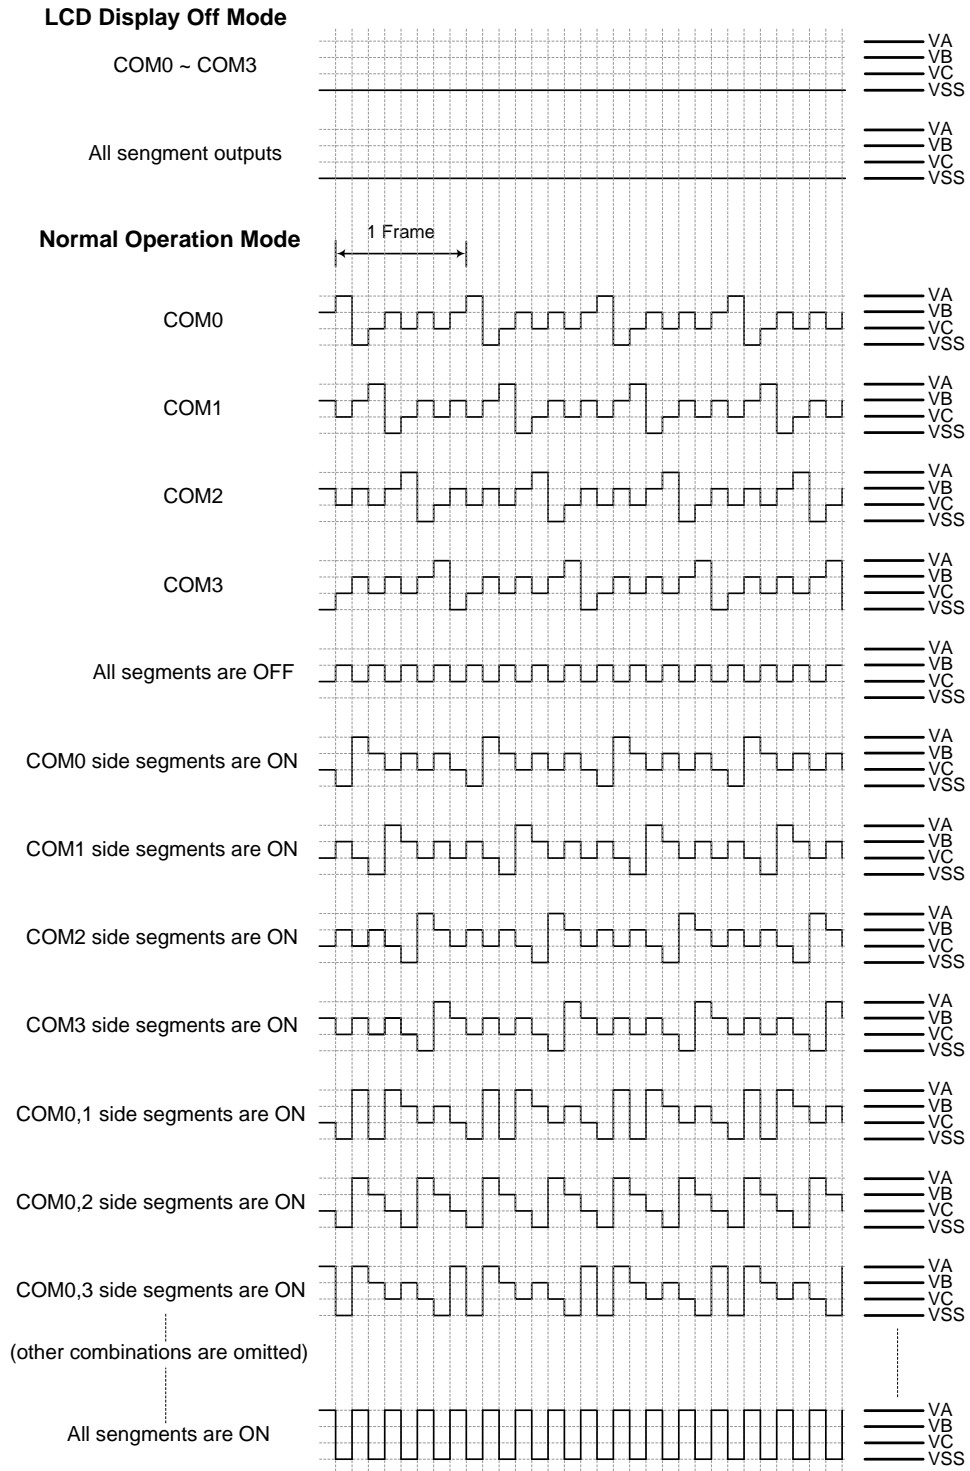 LCD Display Off Mode
COM0 ~ COM3
VA
VB
VC
VSS
All sengment outputs
VA
VB
VC
VSS
Normal Operation Mode
1 Frame
COM0
VA
VB
VC
VSS
COM1
VA
VB
VC
VSS
COM2
VA
VB
VC
VSS
COM3
VA
VB
VC
VSS
All segments are OFF
VA
VB
VC
VSS
COM0 side segments are ON
VA
VB
VC
VSS
COM1 side segments are ON
VA
VB
VC
VSS
COM2 side segments are ON
VA
VB
VC
VSS
COM3 side segments are ON
VA
VB
VC
VSS
COM0,1 side segments are ON
VA
VB
VC
VSS
COM0,2 side segments are ON
VA
VB
VC
VSS
COM0,3 side segments are ON
VA
VB
VC
VSS
(other combinations are omitted)
All sengments are ON
VA
VB
VC
VSS